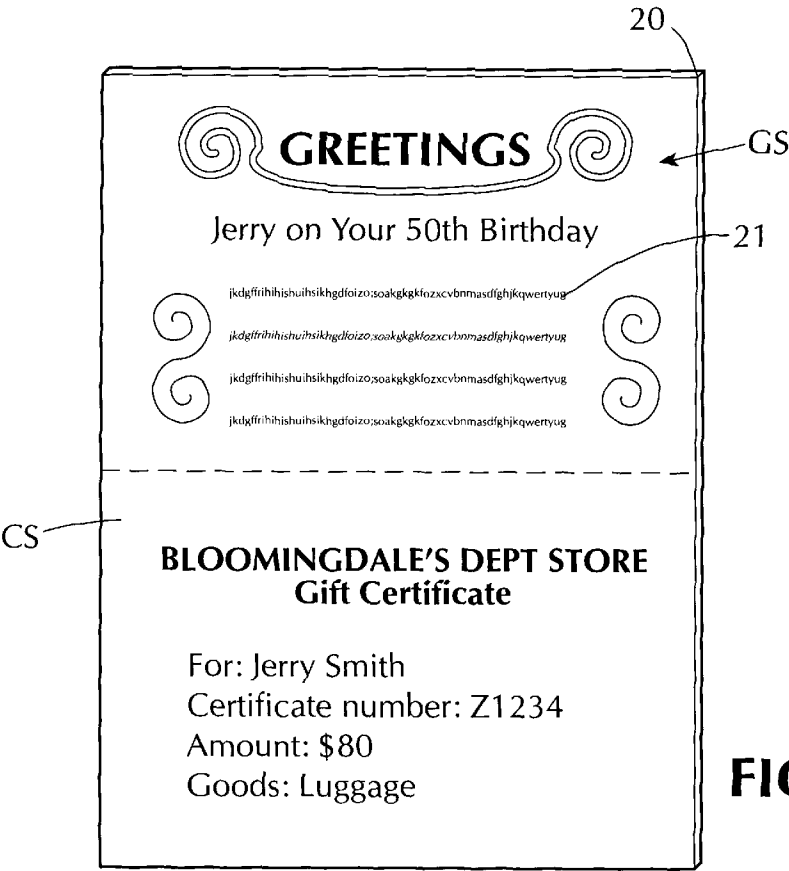 20
GREETINGS
GS
Jerry on Your 50th Birthday
21
jkdgffrihihishuihsikhgdfoizo;soakgkgkfozxcvbnmasdfghjkqwertyug
jkdgffrihihishuihsikhgdfoizo;soakgkgkfozxcvbnmasdfghjkqwertyug
jkdgffrihihishuihsikhgdfoizo;soakgkgkfozxcvbnmasdfghjkqwertyug
jkdgffrihihishuihsikhgdfoizo;soakgkgkfozxcvbnmasdfghjkqwertyug
CS
BLOOMINGDALE'S DEPT STORE
Gift Certificate
For: Jerry Smith
Certificate number: Z1234
Amount: $80
Goods: Luggage